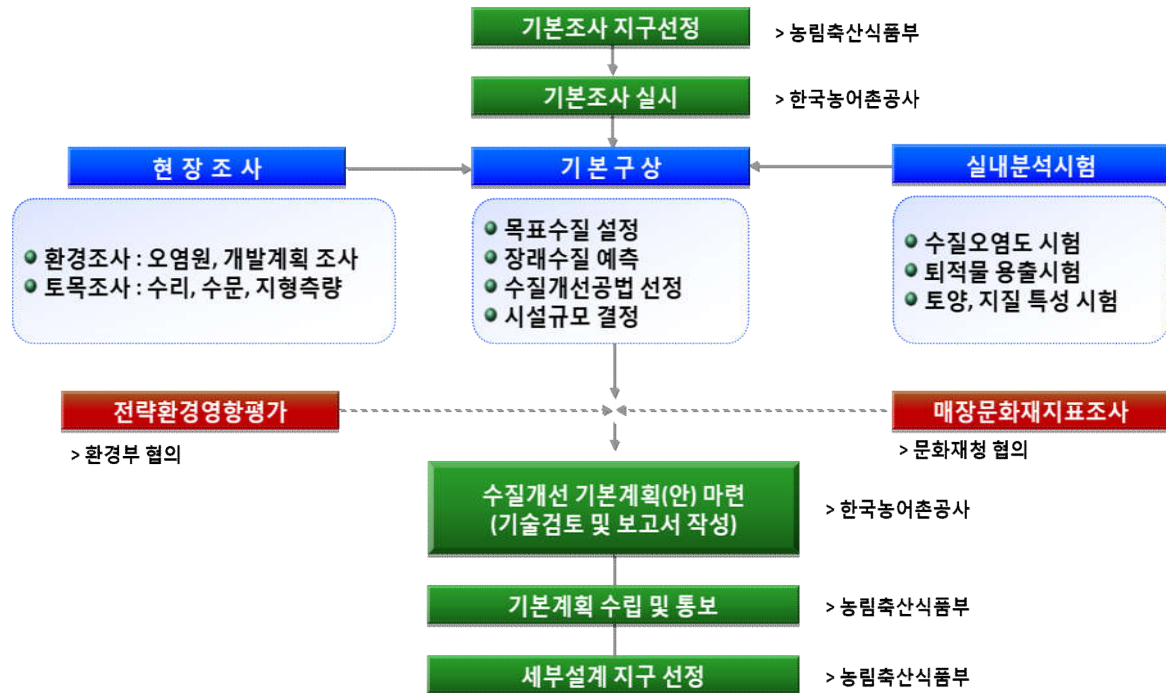 기본조사 지구선정
> 농림축산식품부
기본조사 실시
> 한국농어촌공사
현 장 조 사
기 본 구 상
실내분석시험
환경조사 : 오염원, 개발계획 조사
토목조사 : 수리, 수문, 지형측량
목표수질 설정
장래수질 예측
수질개선공법 선정
시설규모 결정
수질오염도 시험
퇴적물 용출시험
토양, 지질 특성 시험
전략환경영향평가
> 환경부 협의
매장문화재지표조사
> 문화재청 협의
수질개선 기본계획(안) 마련
(기술검토 및 보고서 작성)
> 한국농어촌공사
기본계획 수립 및 통보
> 농림축산식품부
세부설계 지구 선정
> 농림축산식품부